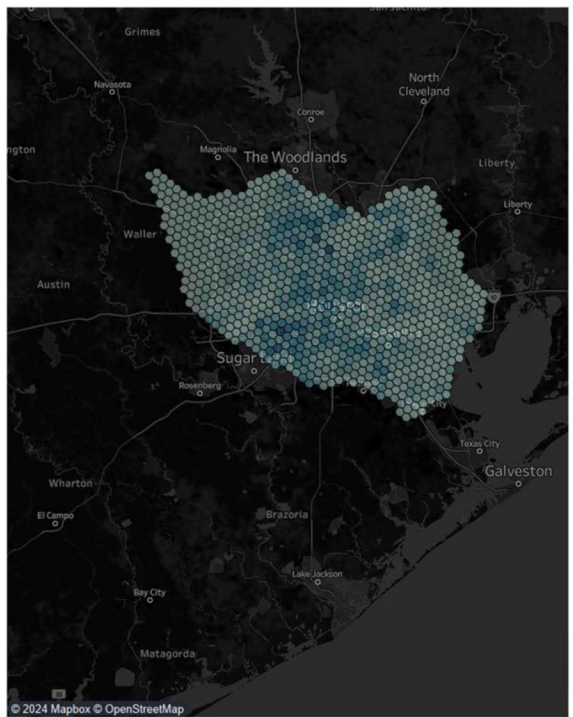 Grimes
Navasota
North
Cleveland
Conroe
Magnolia
The Woodlands
Liberty
Liberty
Waller
Austin
Sugar
Rosenberg
Texas City
Galveston
Wharton
El Campo
Brazoria
Lake Jackson
Bay City
Matagorda
© 2024 Mapbox © OpenStreetMap